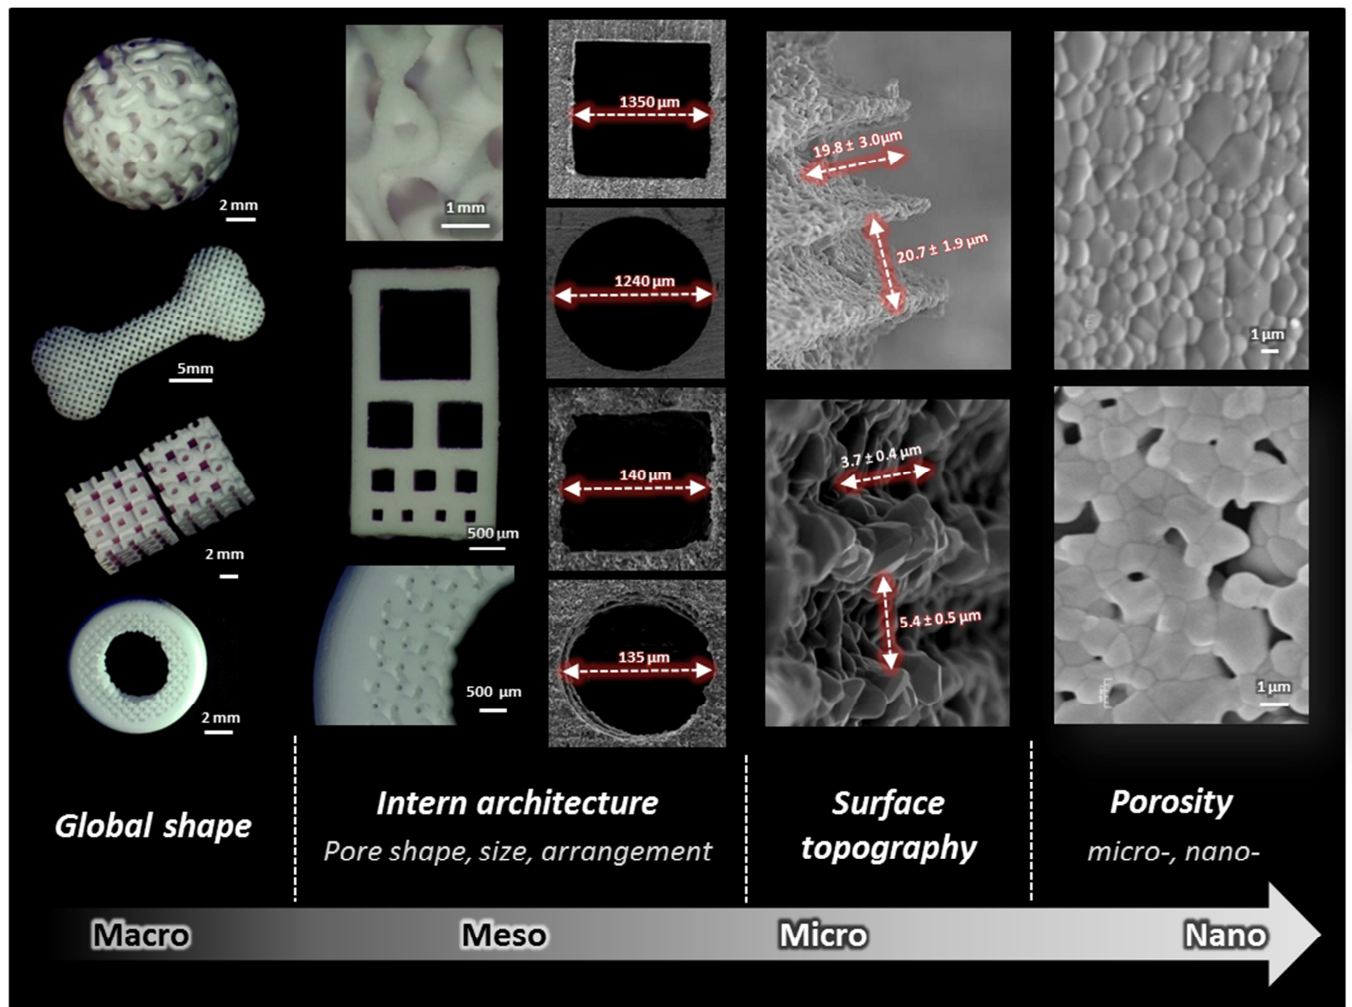 2 mm
5mm
2 mm
2 mm
1 mm
500 µm
500 µm
1350 µm
1240 µm
140 µm
135 µm
19.8 ± 3.0µm
20.7 ± 1.9 µm
3.7 ± 0.4 µm
5.4 ± 0.5 µm
1 µm
1 µm
Global shape
Intern architecture
Pore shape, size, arrangement
Surface
topography
Porosity
micro-, nano-
Macro
Meso
Micro
Nano